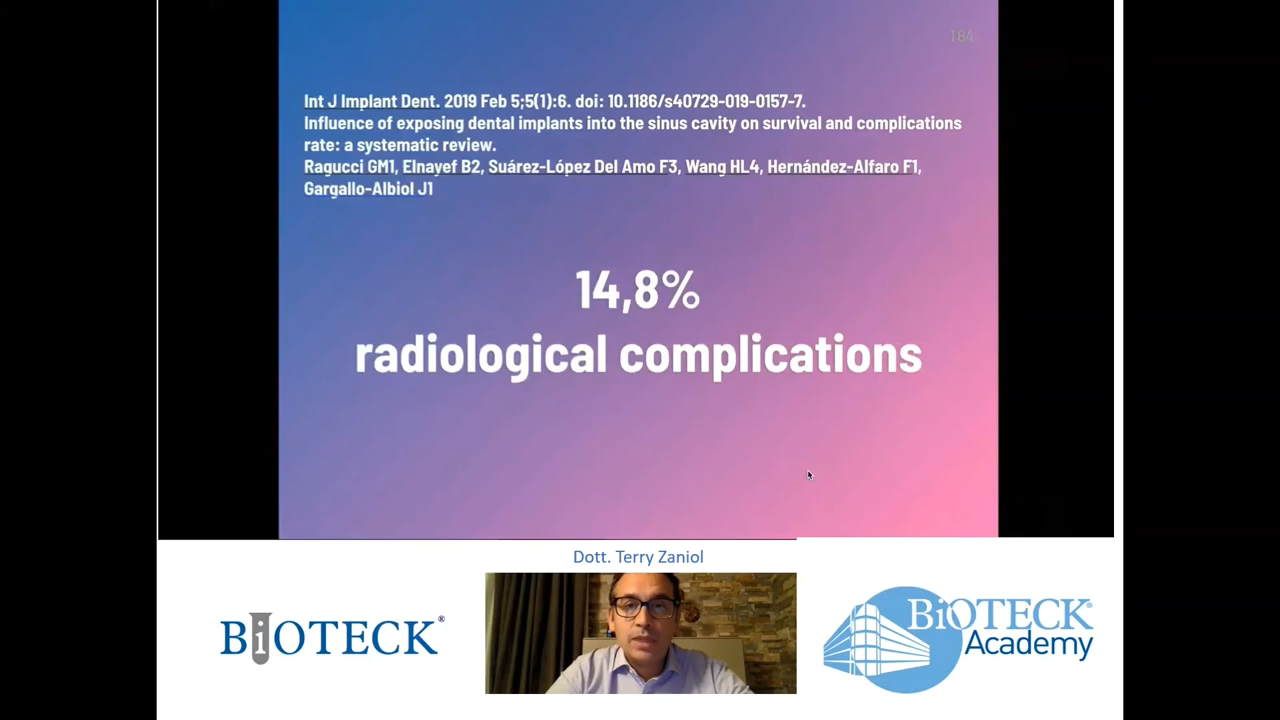 184
Int J Implant Dent. 2019 Feb 5;5(1):6. doi: 10.1186/s40729-019-0157-7.
Influence of exposing dental implants into the sinus cavity on survival and complications
rate: a systematic review.
Ragucci GM1, Elnayef B2, Suárez-López Del Amo F3, Wang HL4, Hernández-Alfaro F1,
Gargallo-Albiol J1
14,8%
radiological complications
Dott. Terry Zaniol
BiOTECK®
BiOTECK®
Academy